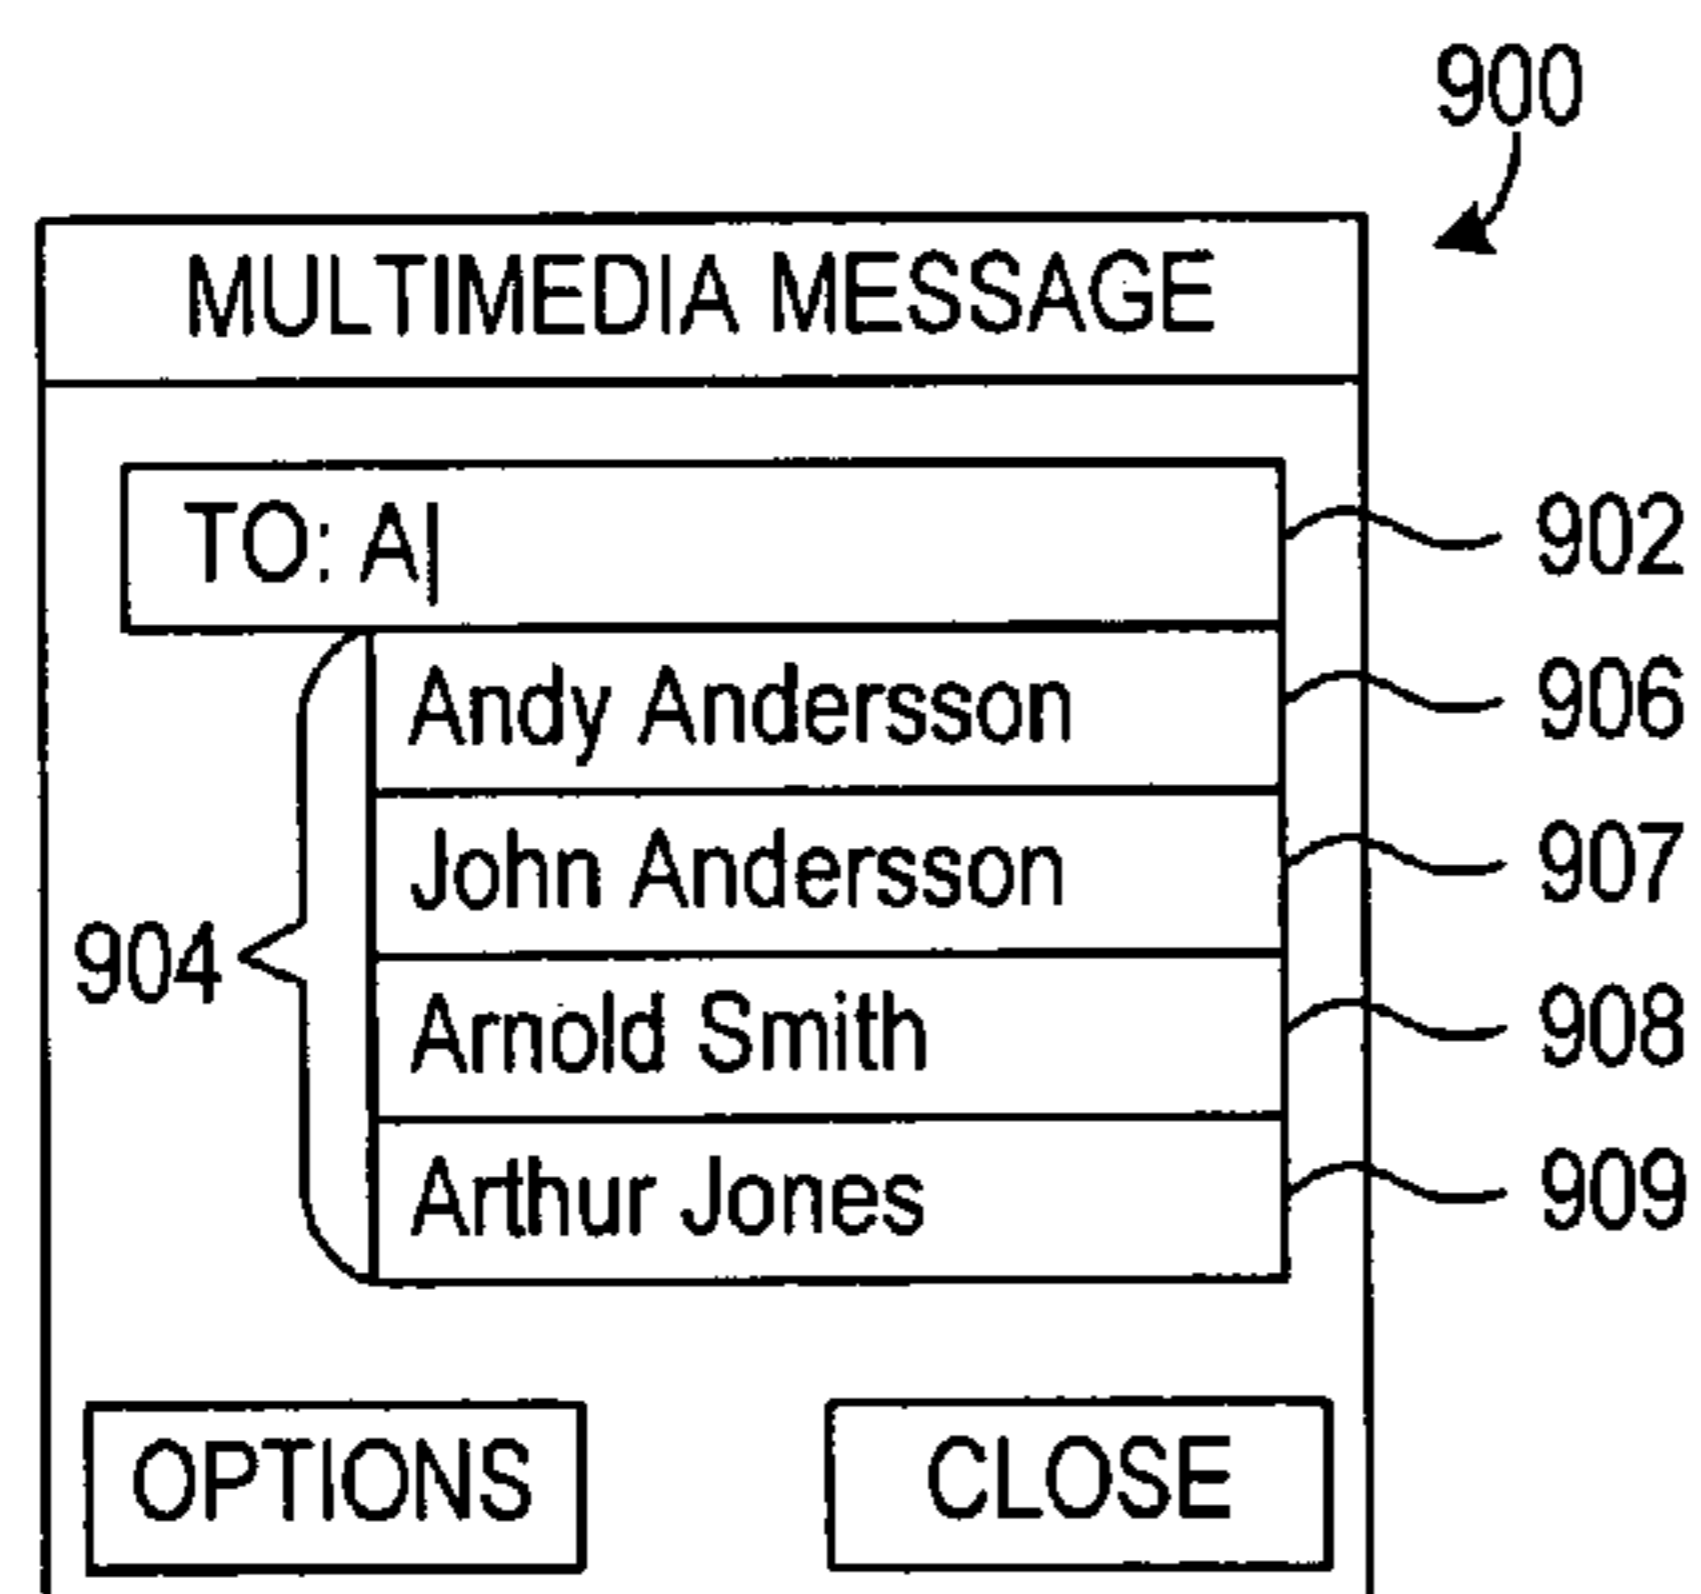 900
MULTIMEDIA MESSAGE
TO: A
902
Andy Andersson
906
John Andersson
907
904
Arnold Smith
908
Arthur Jones
909
OPTIONS
CLOSE